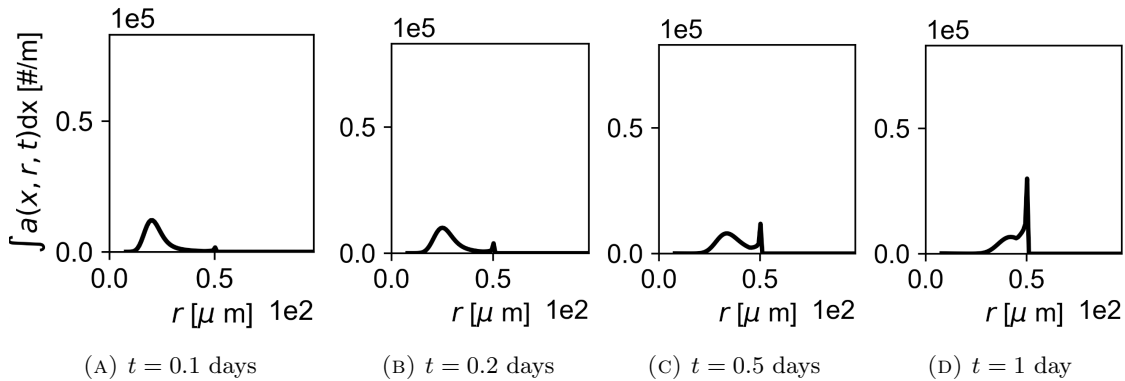 1e5 1e5 1e5 1e5
∫a(x, r, t)dx [#/m]
0.5 0.5 0.5 0.5
0.0 0.0 0.0 0.0
0.0 0.5 0.0 0.5 0.0 0.5 0.0 0.5
r [μ m] 1e2 r [μ m] 1e2 r [μ m] 1e2 r [μ m] 1e2
(A) t = 0.1 days (B) t = 0.2 days (C) t = 0.5 days (D) t = 1 day